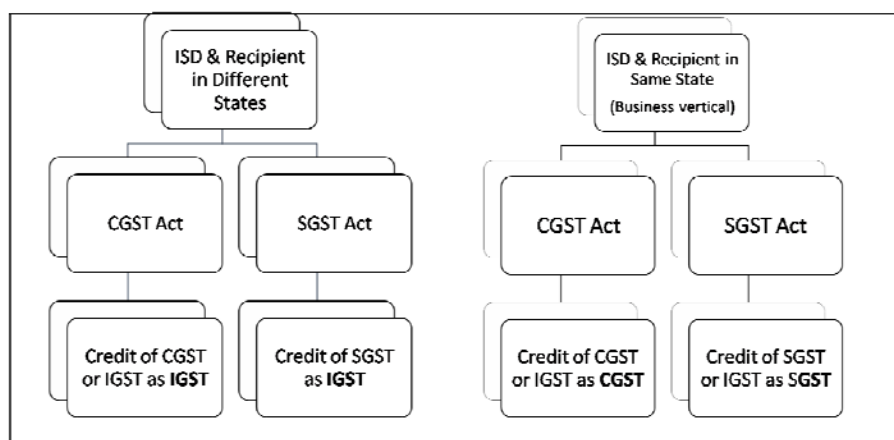 ISD & Recipient
in Different
States
ISD & Recipient in
Same State
(Business vertical)
CGST Act
SGST Act
CGST Act
SGST Act
Credit of CGST
or IGST as IGST
Credit of SGST
as IGST
Credit of CGST
or IGST as CGST
Credit of SGST
or IGST as SGST